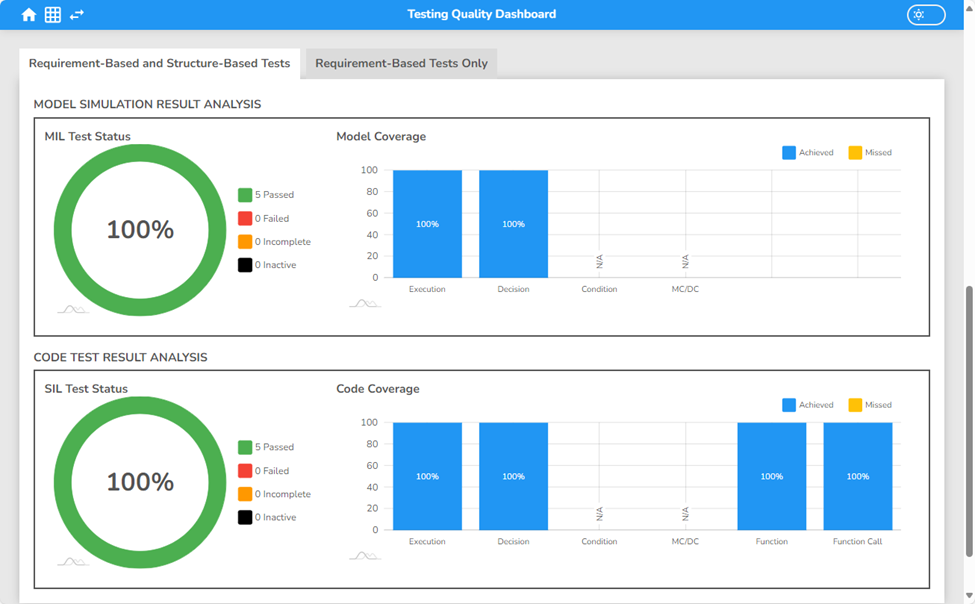 Testing Quality Dashboard
Requirement-Based and Structure-Based Tests
Requirement-Based Tests Only
MODEL SIMULATION RESULT ANALYSIS
MIL Test Status
100%
5 Passed
0 Failed
0 Incomplete
0 Inactive
Model Coverage
Achieved
Missed
100
80
60
40
20
0
100%
100%
N/A
N/A
Execution
Decision
Condition
MC/DC
CODE TEST RESULT ANALYSIS
SIL Test Status
100%
5 Passed
0 Failed
0 Incomplete
0 Inactive
Code Coverage
Achieved
Missed
100
80
60
40
20
0
100%
100%
N/A
N/A
100%
100%
Execution
Decision
Condition
MC/DC
Function
Function Call